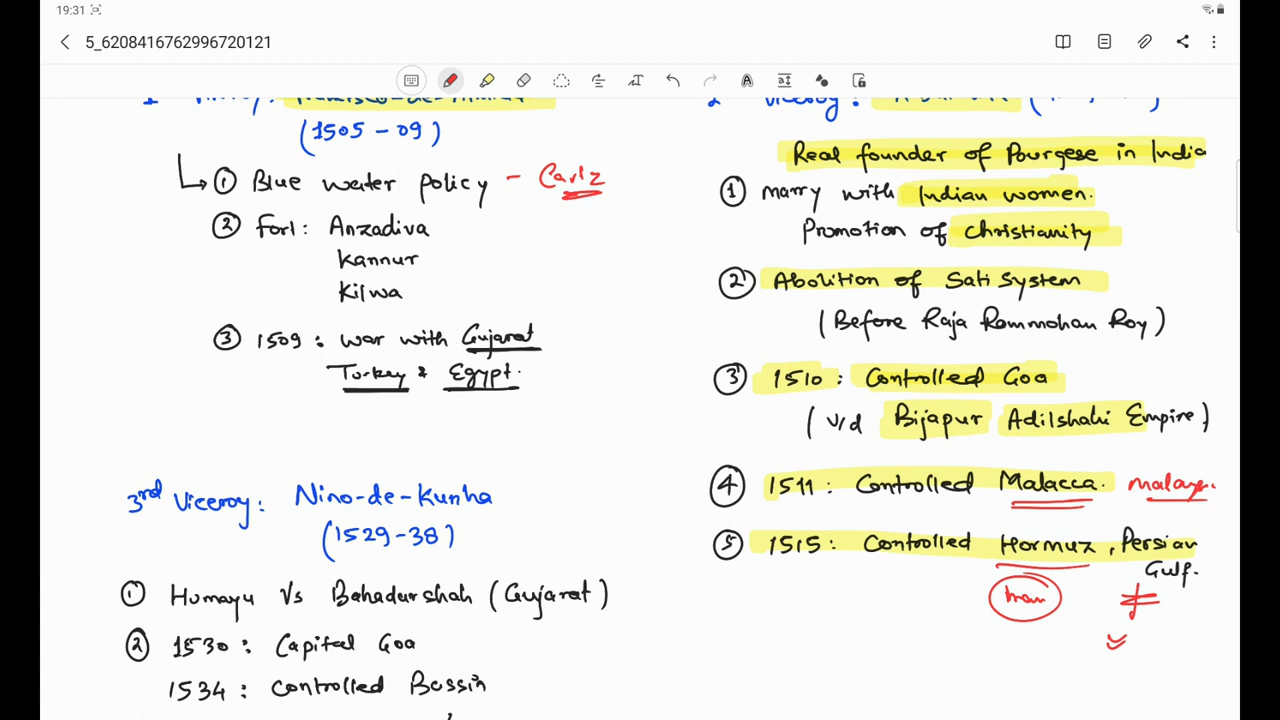 19:31
5_6208416762996720121
(1505-09)
① Blue water policy - Cartz
② Fort: Anzadiva
Kannur
Kilwa
③ 1509: war with Gujarat
Turkey & Egypt.
3rd Viceroy: Nino-de-Kunha
(1529-38)
① Humayu Vs Bahadurshah (Gujarat)
② 1530: Capital Goa
1534: Controlled Bassin
Viceroy:
Real founder of Pourgese in India
① marry with Indian women.
Promotion of Christianity
② Abolition of Sati System
(Before Raja Rammohan Roy)
③ 1510: Controlled Goa
(v/d Bijapur Adilshahi Empire)
④ 1511: Controlled Malacca.
⑤ 1515: Controlled Hormuz, Persian
Gulf.